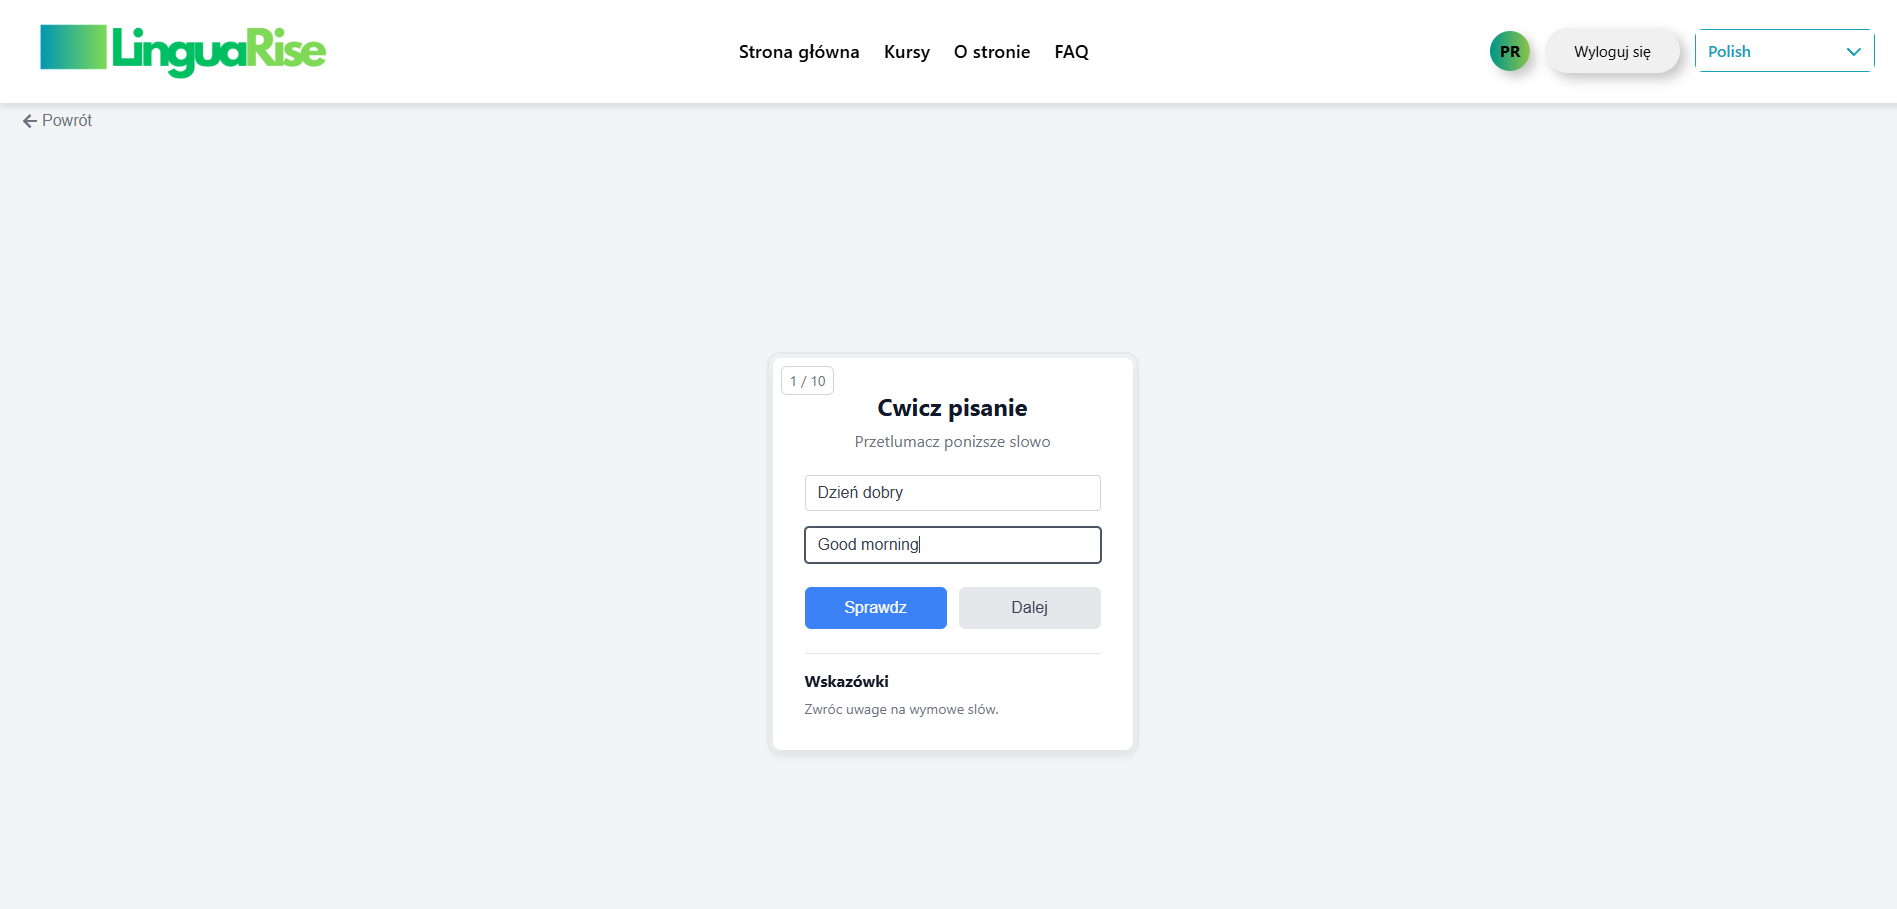 LinguaRise
Strona główna Kursy O stronie FAQ
PR Wyloguj się Polish
Powrót
1 / 10
Cwicz pisanie
Przetlumacz ponizsze slowo
Dzień dobry
Good morning
Sprawdz Dalej
Wskazówki
Zwróc uwage na wymowe slów.